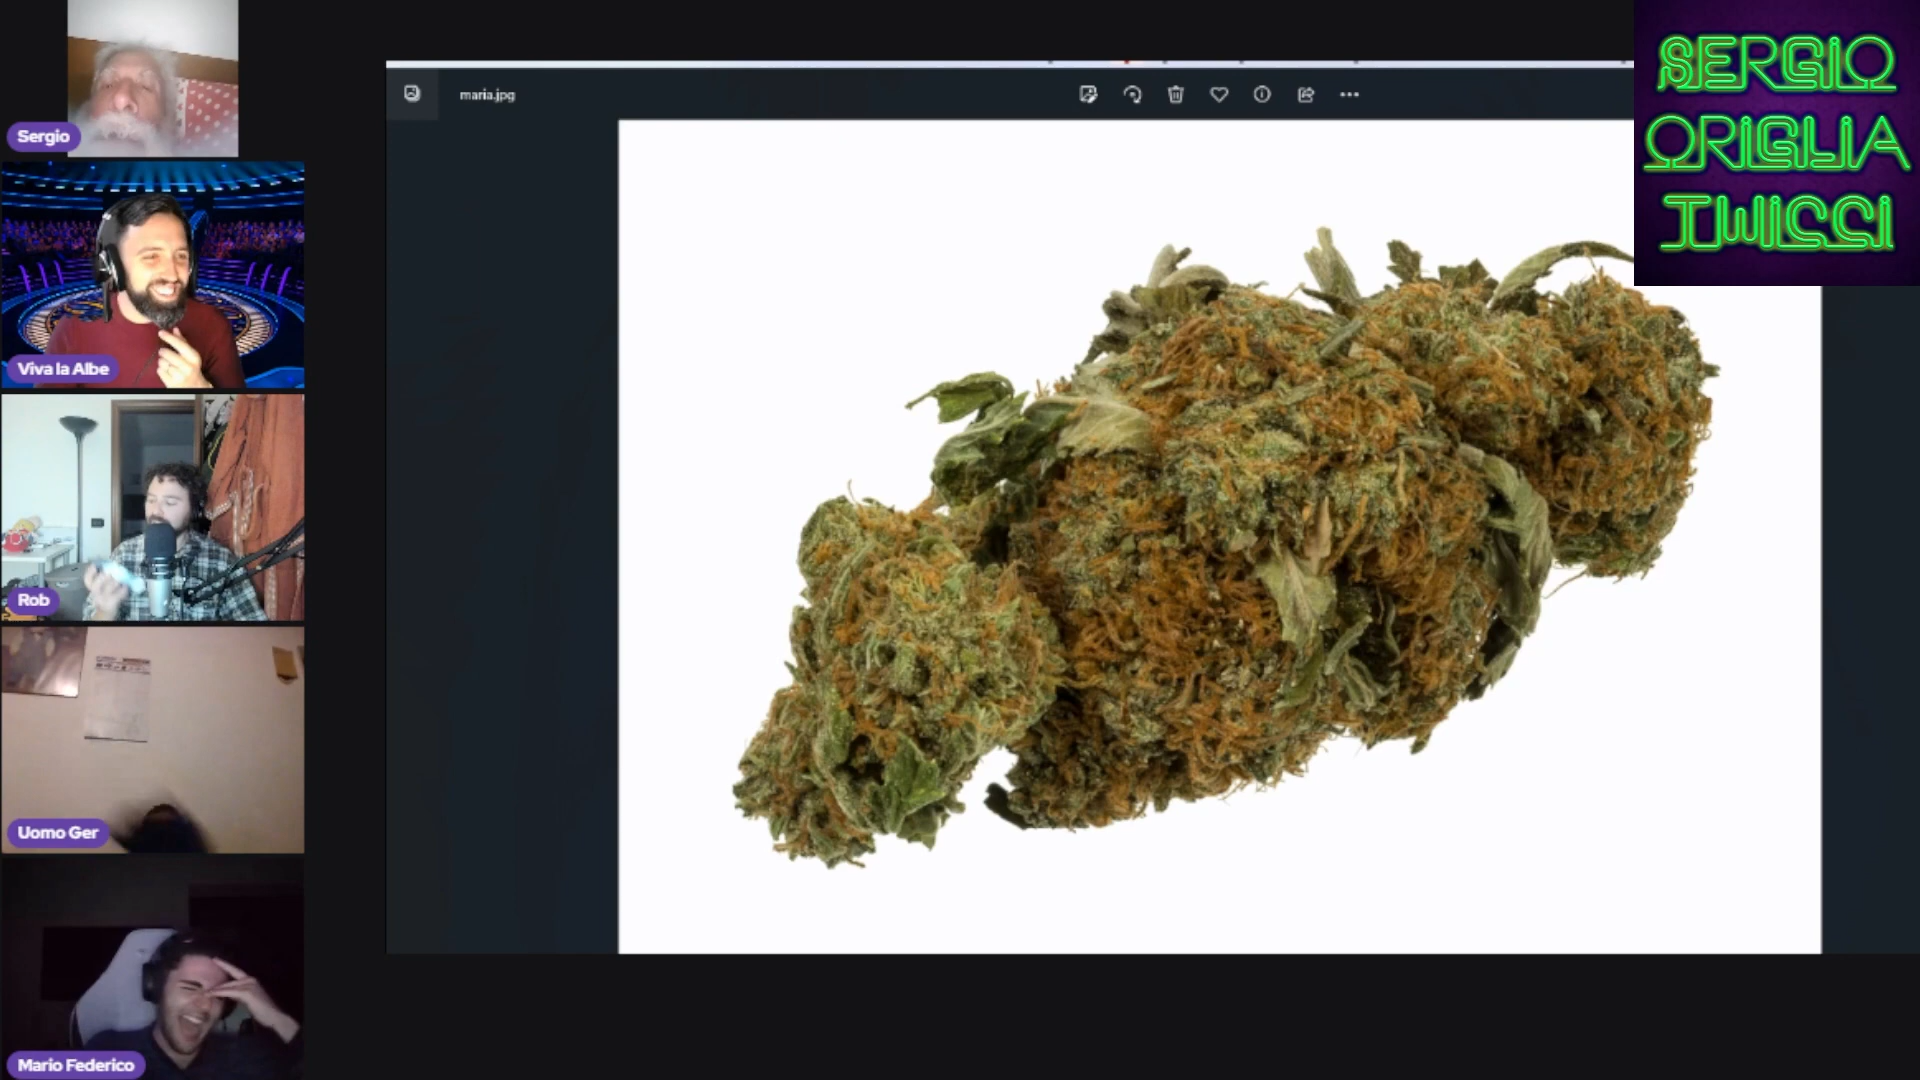 Sergio
Viva la Albe
Rob
Uomo Ger
Mario Federico
maria.jpg
SERGIO
ORIGLIA
TWICCI